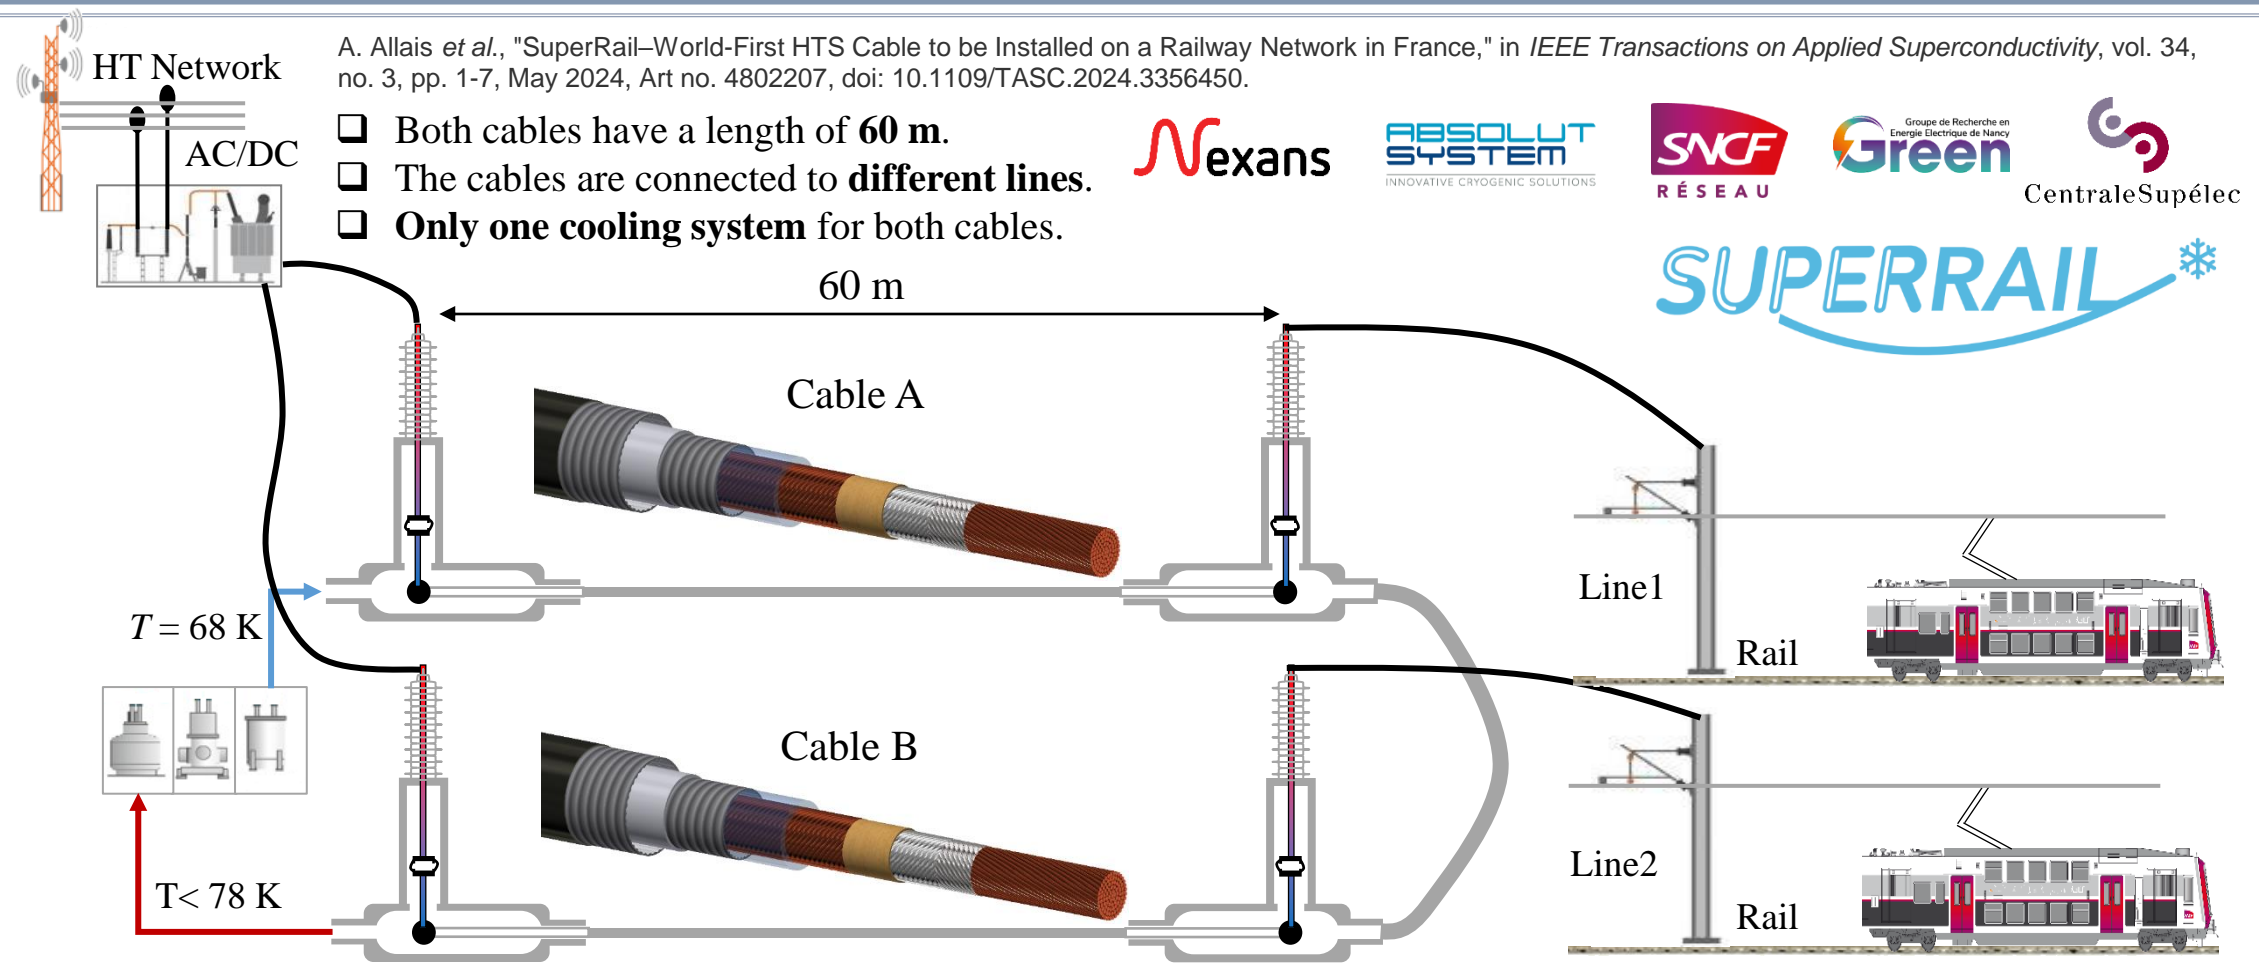 A. Allais et al., "SuperRail–World-First HTS Cable to be Installed on a Railway Network in France," in IEEE Transactions on Applied Superconductivity, vol. 34,
no. 3, pp. 1-7, May 2024, Art no. 4802207, doi: 10.1109/TASC.2024.3356450.
HT Network
AC/DC
❑ Both cables have a length of 60 m.
❑ The cables are connected to different lines.
❑ Only one cooling system for both cables.
Nexans
ABSOLUT
SYSTEM
INNOVATIVE CRYOGENIC SOLUTIONS
SNCF
RÉSEAU
Groupe de Recherche en
Energie Electrique de Nancy
Green
CentraleSupélec
SUPERRAIL
60 m
Cable A
Line1
Rail
T = 68 K
Cable B
Line2
Rail
T< 78 K